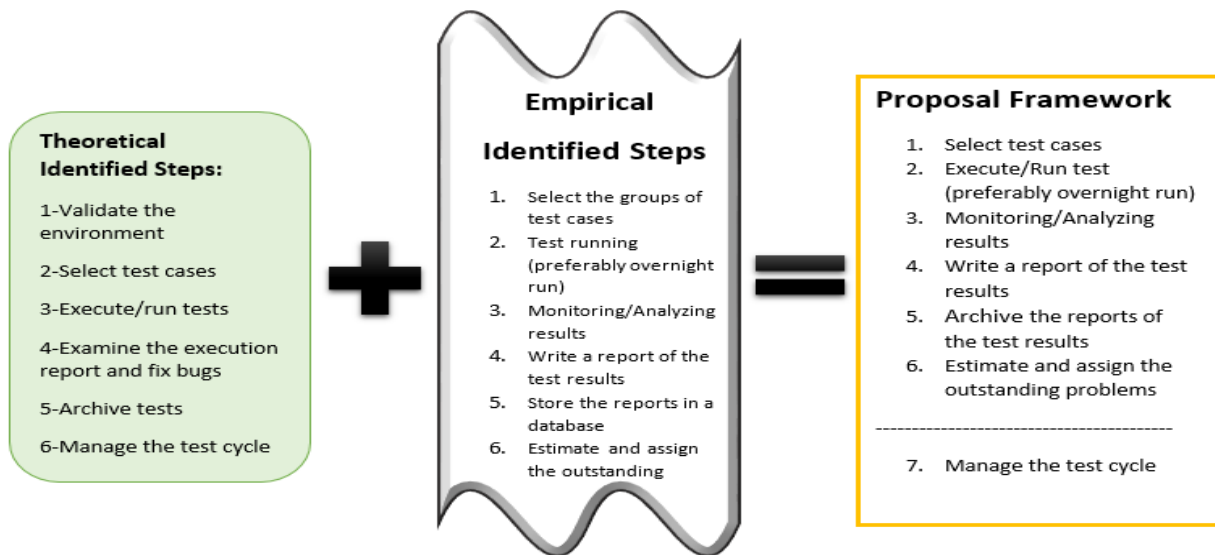 Theoretical
Identified Steps:
1-Validate the
environment
2-Select test cases
3-Execute/run tests
4-Examine the execution
report and fix bugs
5-Archive tests
6-Manage the test cycle
Empirical
Identified Steps
1. Select the groups of
test cases
2. Test running
(preferably overnight
run)
3. Monitoring/Analyzing
results
4. Write a report of the
test results
5. Store the reports in a
database
6. Estimate and assign
the outstanding
Proposal Framework
1. Select test cases
2. Execute/Run test
(preferably overnight run)
3. Monitoring/Analyzing
results
4. Write a report of the test
results
5. Archive the reports of
the test results
6. Estimate and assign the
outstanding problems
7. Manage the test cycle